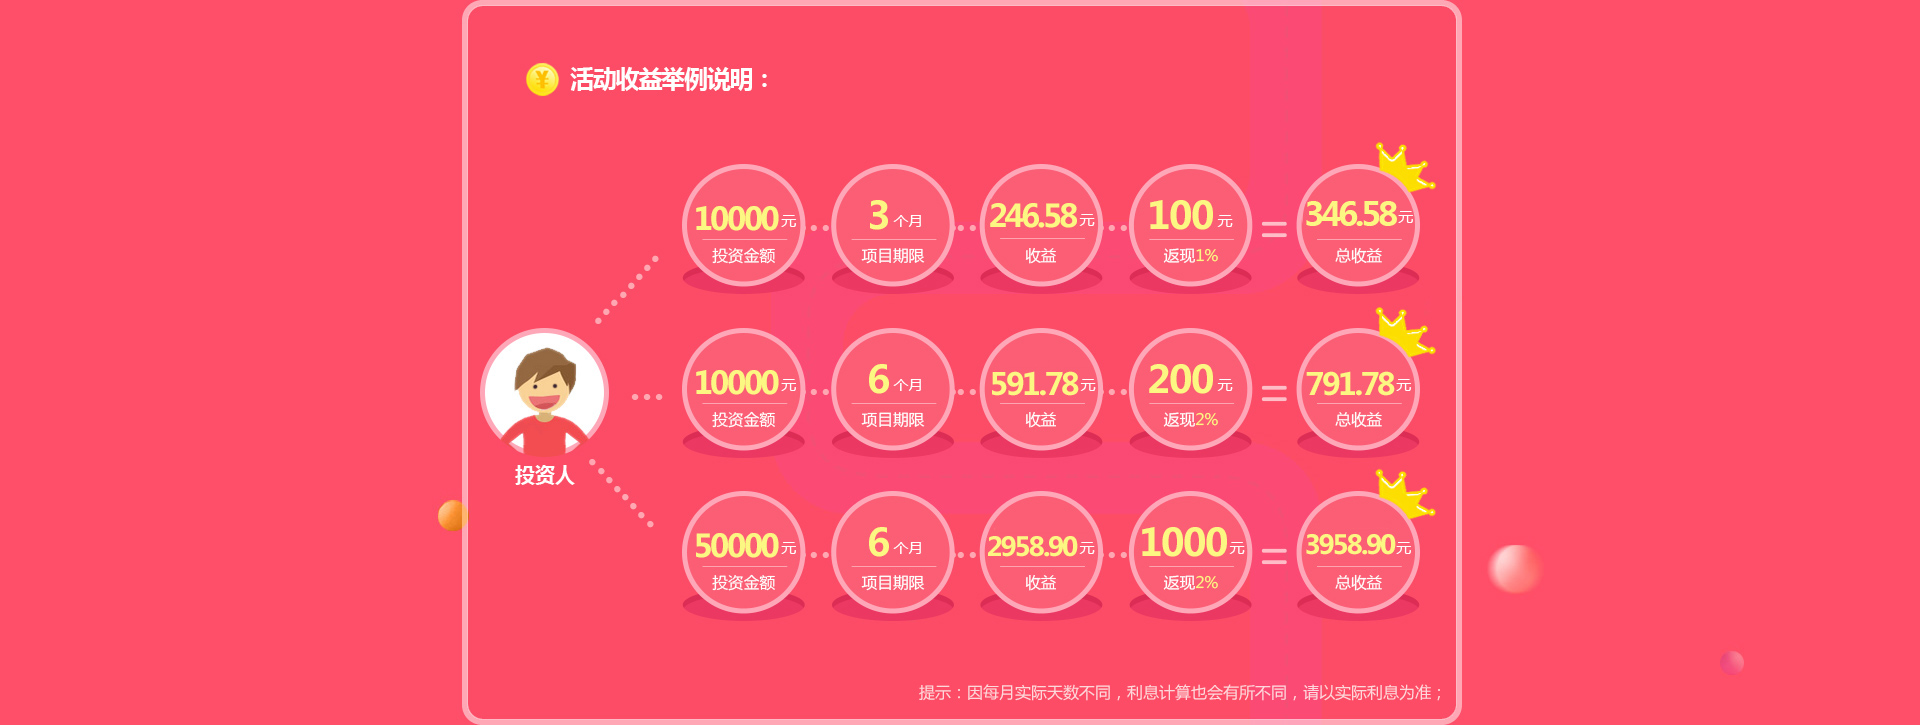 ¥ 活动收益举例说明：
10000元 3个月 246.58元 100元 = 346.58元
投资金额 项目期限 收益 返现1% 总收益
10000元 6个月 591.78元 200元 = 791.78元
投资金额 项目期限 收益 返现2% 总收益
投资人
50000元 6个月 2958.90元 1000元 = 3958.90元
投资金额 项目期限 收益 返现2% 总收益
提示：因每月实际天数不同，利息计算也会有所不同，请以实际利息为准；